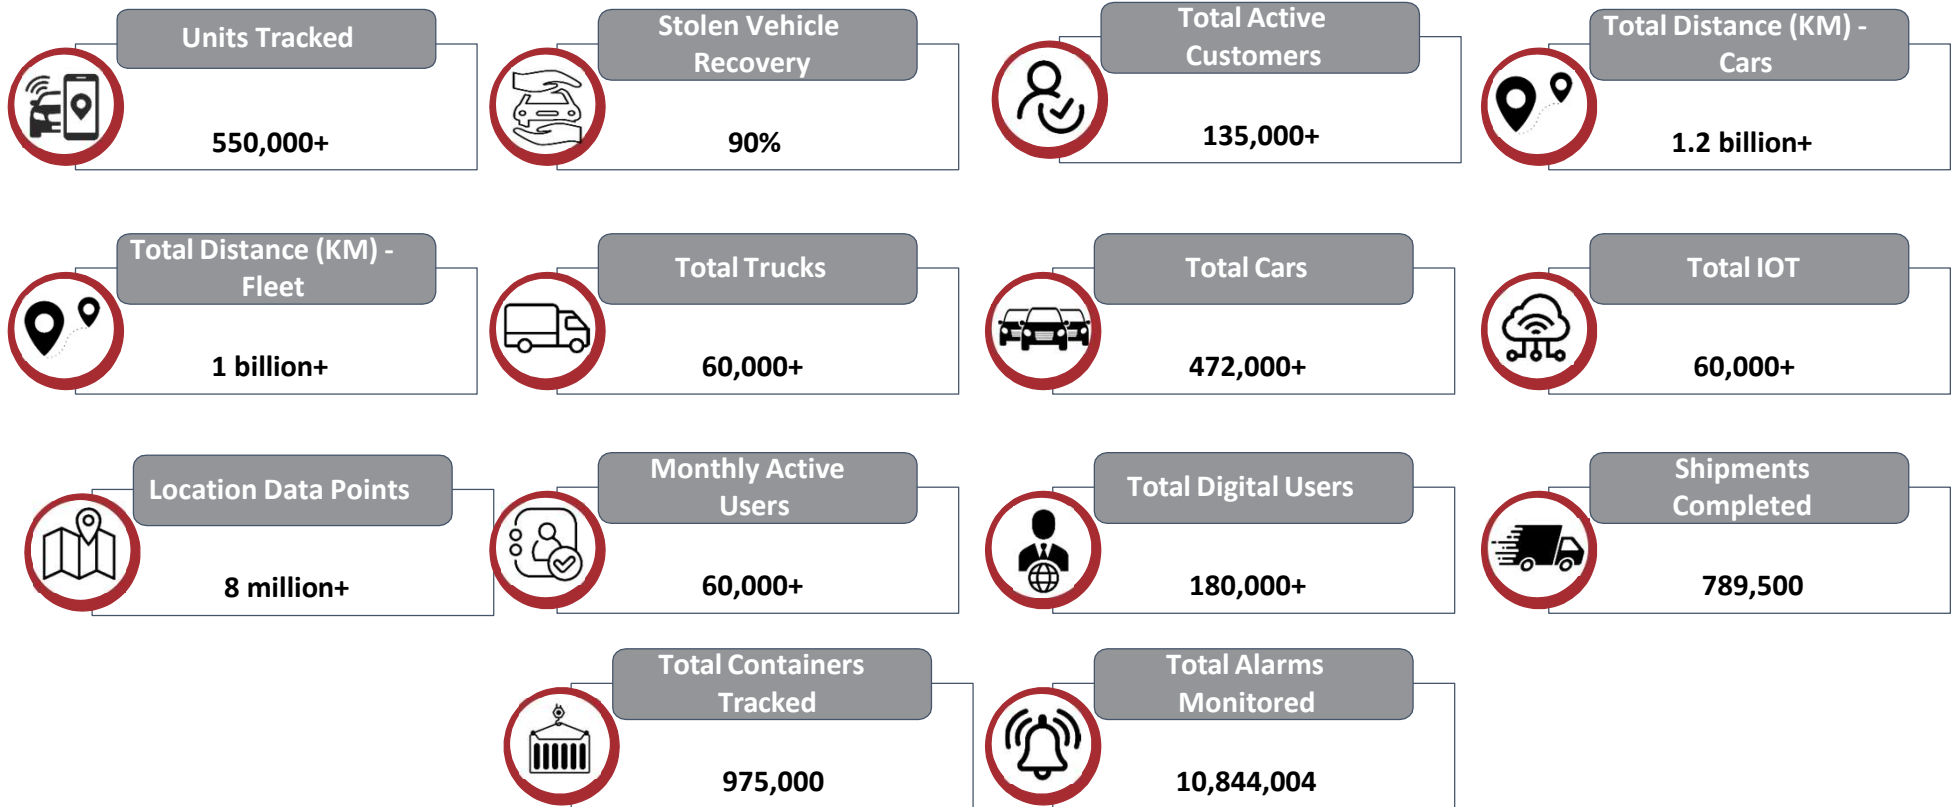 Units Tracked
550,000+
Stolen Vehicle
Recovery
90%
Total Active
Customers
135,000+
Total Distance (KM) -
Cars
1.2 billion+
Total Distance (KM) -
Fleet
1 billion+
Total Trucks
60,000+
Total Cars
472,000+
Total IOT
60,000+
Location Data Points
8 million+
Monthly Active
Users
60,000+
Total Digital Users
180,000+
Shipments
Completed
789,500
Total Containers
Tracked
975,000
Total Alarms
Monitored
10,844,004